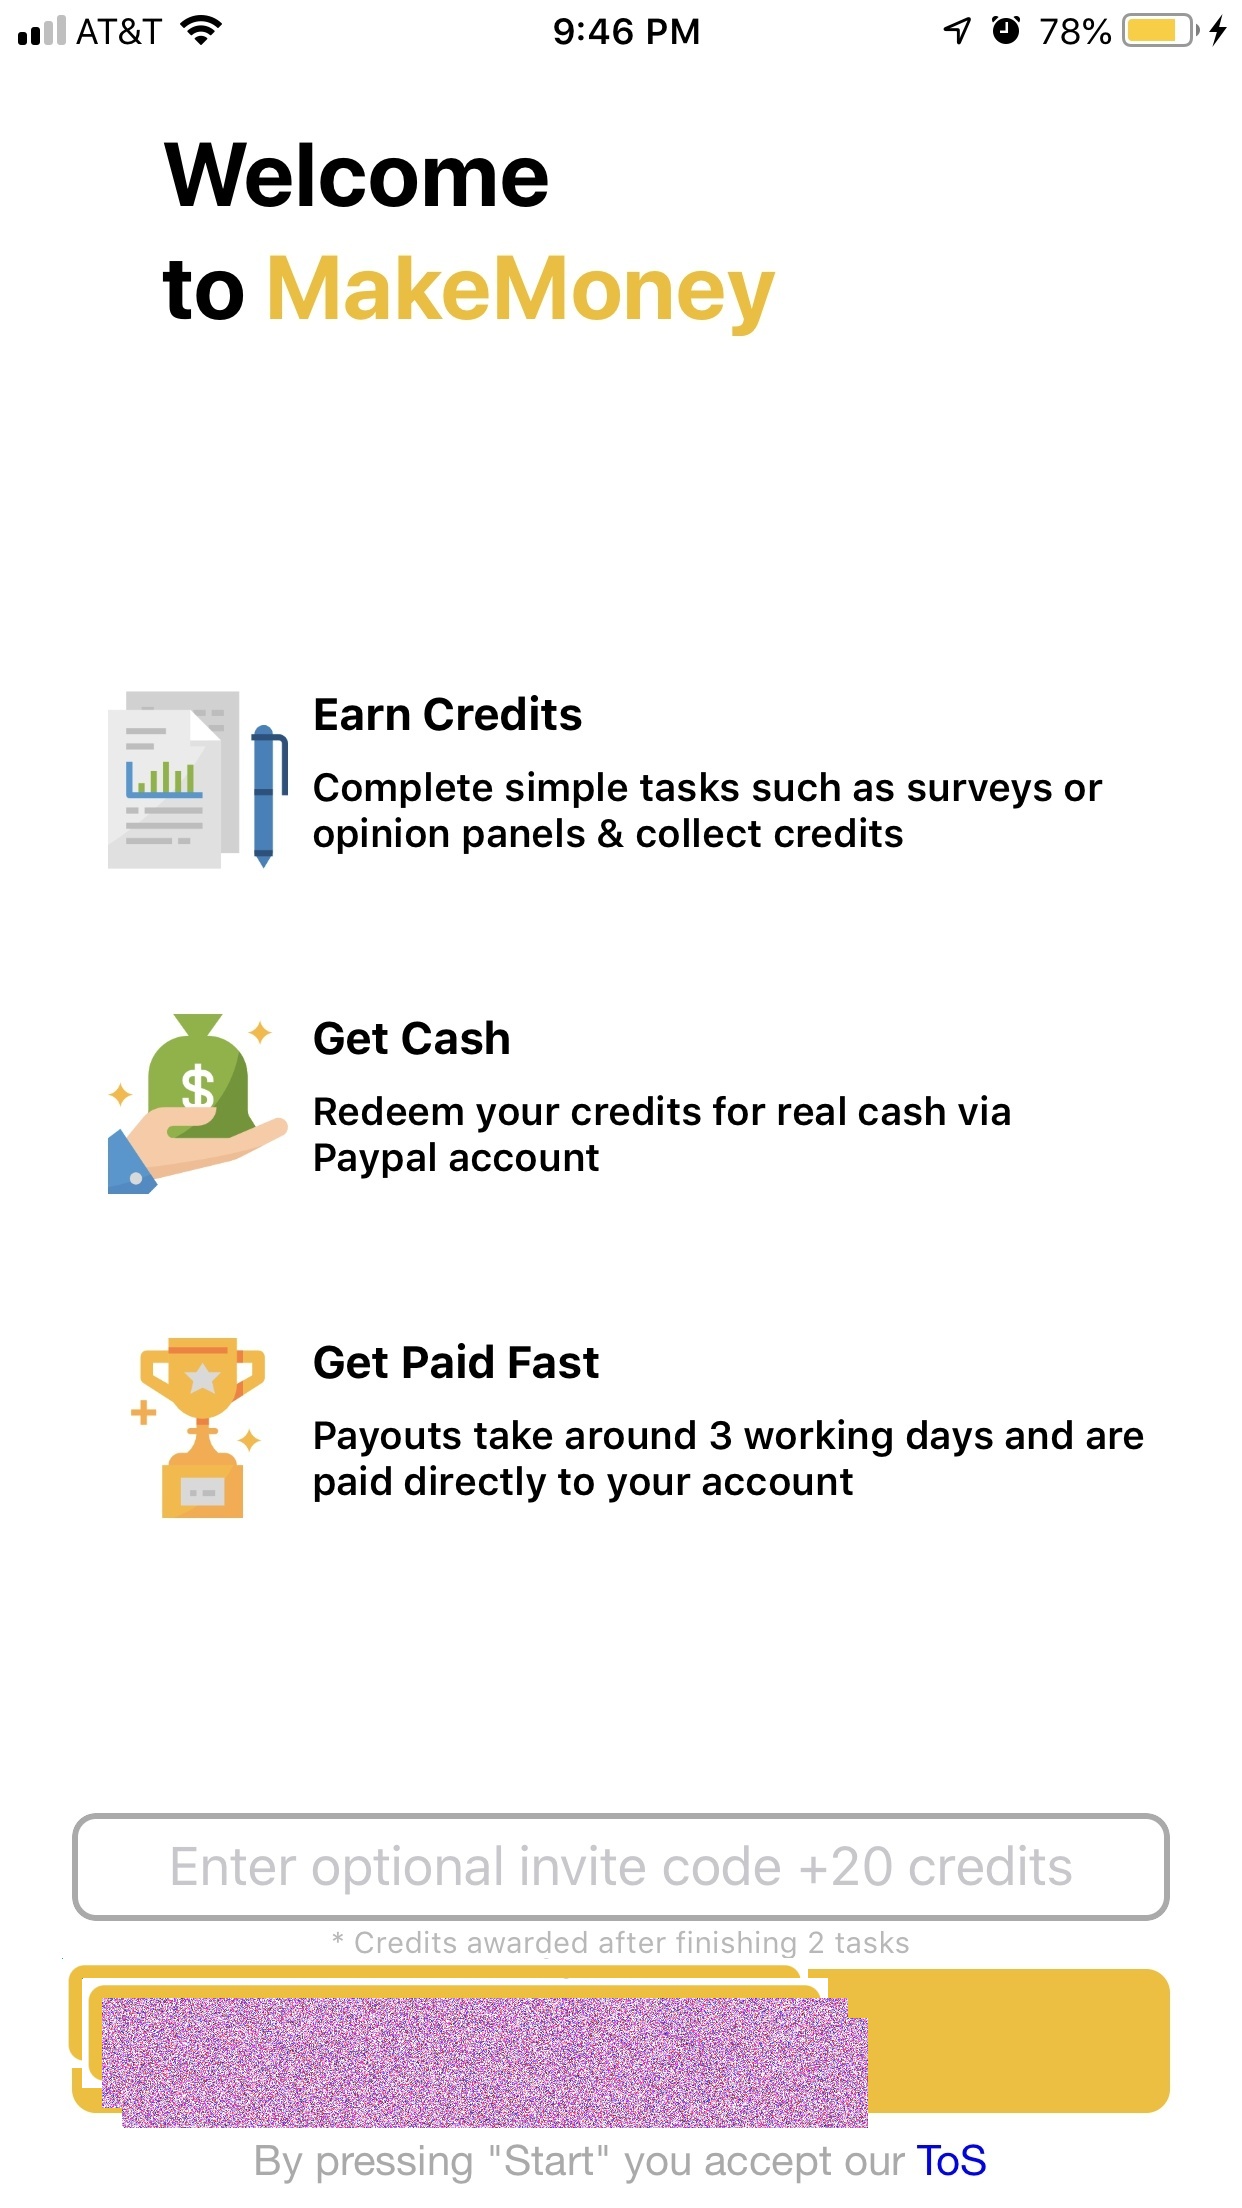 AT&T 9:46 PM 78%
Welcome
to MakeMoney
Earn Credits
Complete simple tasks such as surveys or
opinion panels & collect credits
$
Get Cash
Redeem your credits for real cash via
Paypal account
Get Paid Fast
Payouts take around 3 working days and are
paid directly to your account
Enter optional invite code +20 credits
* Credits awarded after finishing 2 tasks
By pressing "Start" you accept our ToS